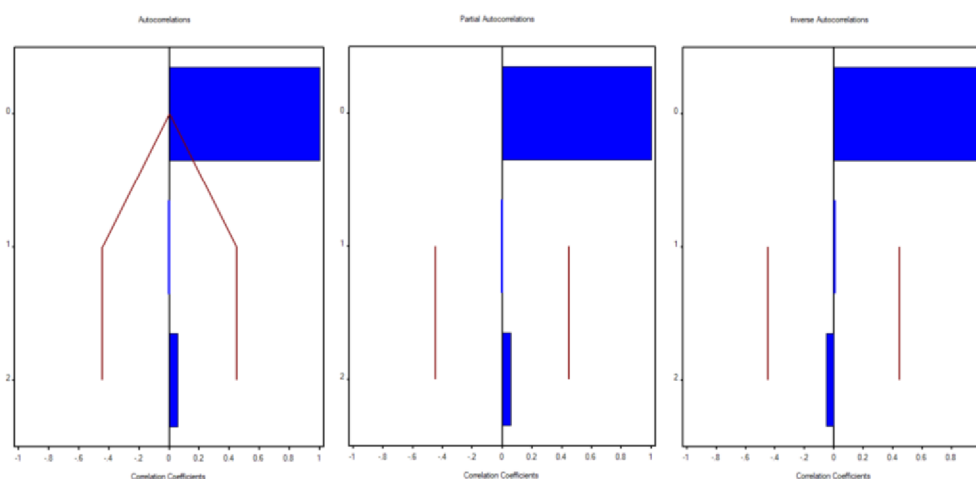 Autocorrelations
0
1
2
-1 -.8 -.6 -.4 -.2 0 0.2 0.4 0.6 0.8 1
Correlation Coefficients
Partial Autocorrelations
0
1
2
-1 -.8 -.6 -.4 -.2 0 0.2 0.4 0.6 0.8 1
Correlation Coefficients
Inverse Autocorrelations
0
1
2
-1 -.8 -.6 -.4 -.2 0 0.2 0.4 0.6 0.8
Correlation Coefficients